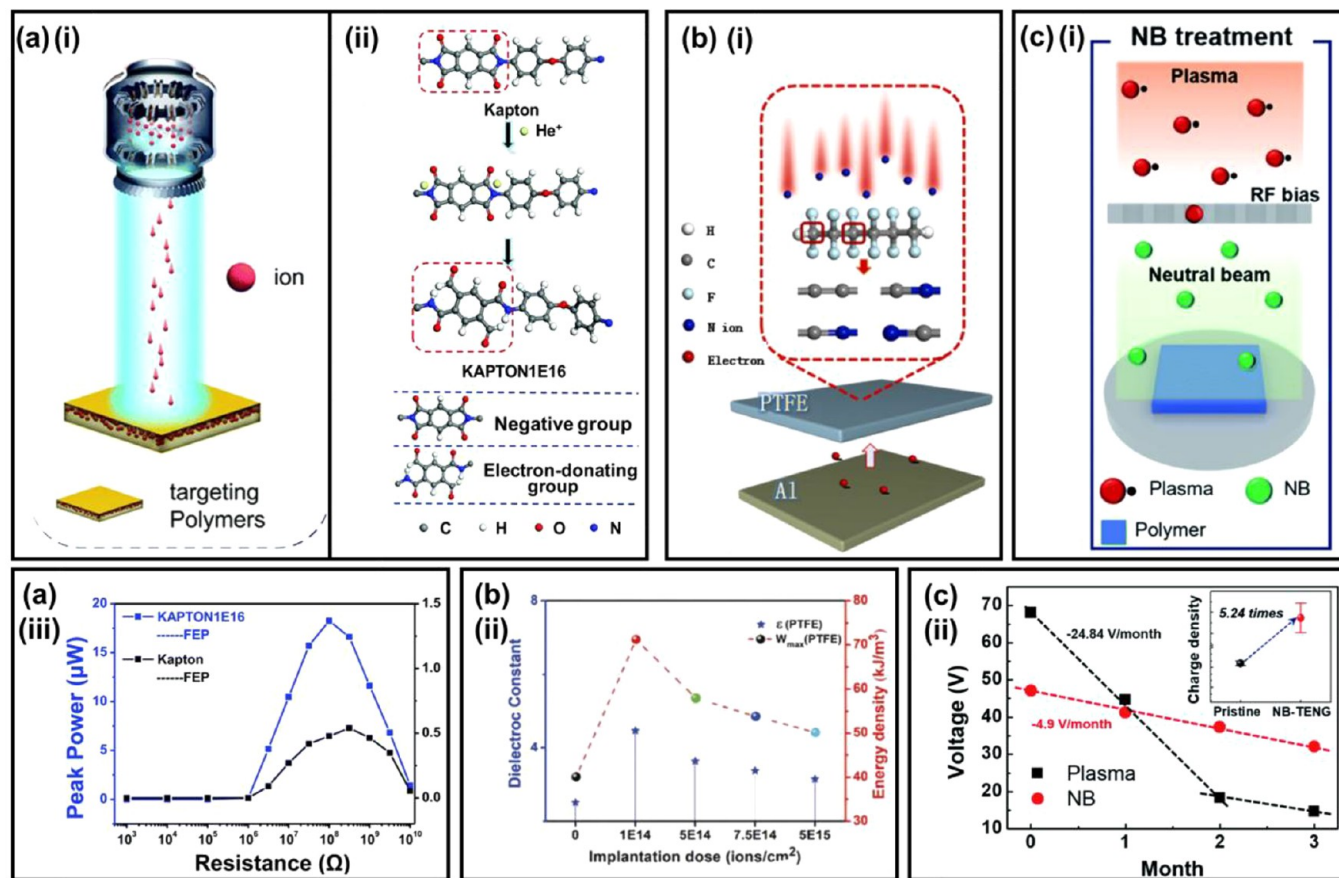 (a) (i)
ion
targeting
Polymers
(ii)
Kapton
He⁺
KAPTON1E16
Negative group
Electron-donating
group
C H O N
(b) (i)
H
C
F
N ion
Electron
PTFE
Al
(c) (i)
NB treatment
Plasma
RF bias
Neutral beam
Plasma NB
Polymer
(a)
(iii)
Peak Power (µW)
20
15
10
5
0
KAPTON1E16
-----FEP
Kapton
-----FEP
1.5
1.0
0.5
0.0
10³ 10⁴ 10⁵ 10⁶ 10⁷ 10⁸ 10⁹ 10¹⁰
Resistance (Ω)
(b)
(ii)
Dielectroc Constant
8
4
ε(PTFE)
Wmax(PTFE)
80
70
60
50
40
30
Energy density (kJ/m³)
0 1E14 5E14 7.5E14 5E15
Implantation dose (ions/cm²)
(c)
(ii)
Voltage (V)
70
60
50
40
30
20
10
-24.84 V/month
-4.9 V/month
Plasma
NB
Charge density
5.24 times
Pristine NB-TENG
0 1 2 3
Month